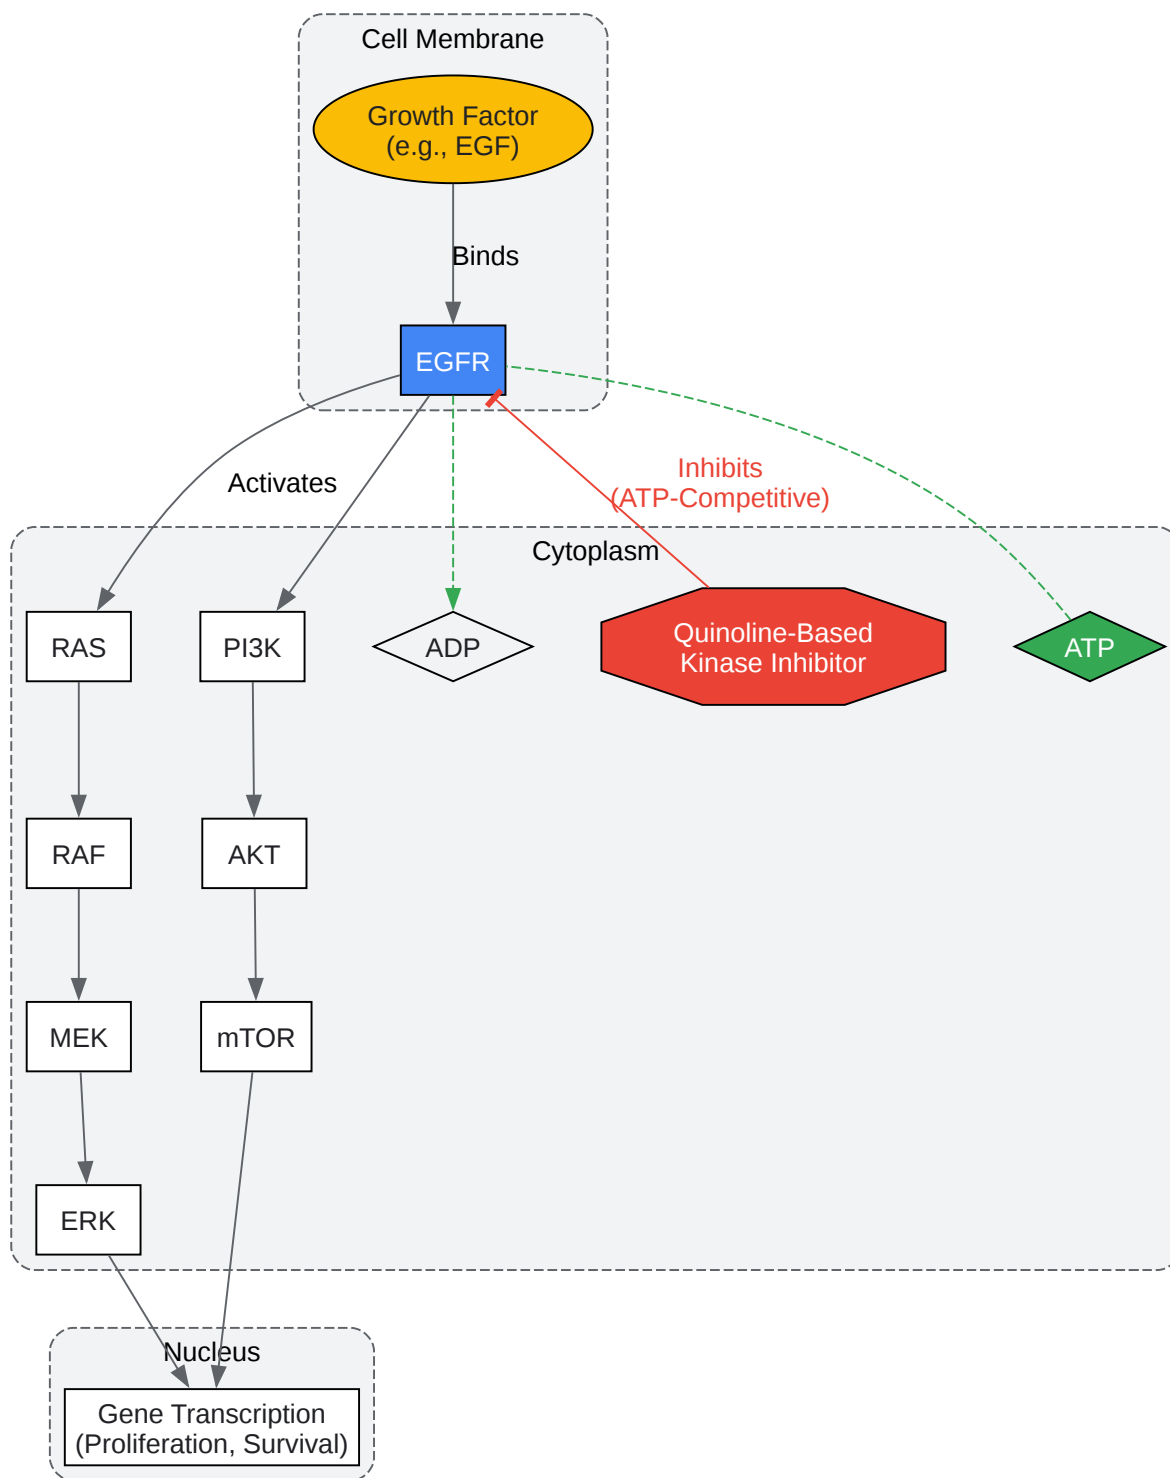 Cell Membrane
Growth Factor
(e.g., EGF)
Binds
EGFR
Activates
Inhibits
(ATP-Competitive)
Cytoplasm
RAS
PI3K
ADP
Quinoline-Based
Kinase Inhibitor
ATP
RAF
AKT
MEK
mTOR
ERK
Nucleus
Gene Transcription
(Proliferation, Survival)